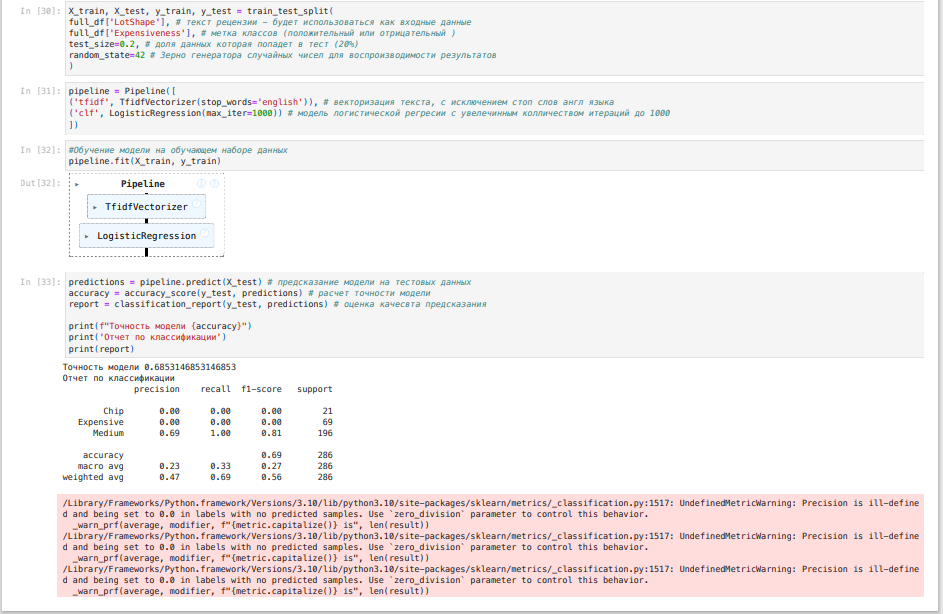 In [30]: X_train, X_test, y_train, y_test = train_test_split(
full_df['LotShape'], # текст рецензии – будет использоваться как входные данные
full_df['Expensiveness'], # метка классов (положительный или отрицательный )
test_size=0.2, # доля данных которая попадет в тест (20%)
random_state=42 # Зерно генератора случайных чисел для воспроизводимости результатов
)
In [31]: pipeline = Pipeline([
('tfidf', TfidfVectorizer(stop_words='english')), # векторизация текста, с исключением стоп слов англ языка
('clf', LogisticRegression(max_iter=1000)) # модель логистической регресии с увеличинным колличеством итераций до 1000
])
In [32]: #Обучение модели на обучающем наборе данных
pipeline.fit(X_train, y_train)
Out[32]: ▸ Pipeline
▸ TfidfVectorizer
▸ LogisticRegression
In [33]: predictions = pipeline.predict(X_test) # предсказание модели на тестовых данных
accuracy = accuracy_score(y_test, predictions) # расчет точности модели
report = classification_report(y_test, predictions) # оценка качесвта предсказания
print(f"Точность модели {accuracy}")
print('Отчет по классификации')
print(report)
Точность модели 0.6853146853146853
Отчет по классификации
precision recall f1-score support
Chip 0.00 0.00 0.00 21
Expensive 0.00 0.00 0.00 69
Medium 0.69 1.00 0.81 196
accuracy 0.69 286
macro avg 0.23 0.33 0.27 286
weighted avg 0.47 0.69 0.56 286
/Library/Frameworks/Python.framework/Versions/3.10/lib/python3.10/site-packages/sklearn/metrics/_classification.py:1517: UndefinedMetricWarning: Precision is ill-define
d and being set to 0.0 in labels with no predicted samples. Use `zero_division` parameter to control this behavior.
_warn_prf(average, modifier, f"{metric.capitalize()} is", len(result))
/Library/Frameworks/Python.framework/Versions/3.10/lib/python3.10/site-packages/sklearn/metrics/_classification.py:1517: UndefinedMetricWarning: Precision is ill-define
d and being set to 0.0 in labels with no predicted samples. Use `zero_division` parameter to control this behavior.
_warn_prf(average, modifier, f"{metric.capitalize()} is", len(result))
/Library/Frameworks/Python.framework/Versions/3.10/lib/python3.10/site-packages/sklearn/metrics/_classification.py:1517: UndefinedMetricWarning: Precision is ill-define
d and being set to 0.0 in labels with no predicted samples. Use `zero_division` parameter to control this behavior.
_warn_prf(average, modifier, f"{metric.capitalize()} is", len(result))